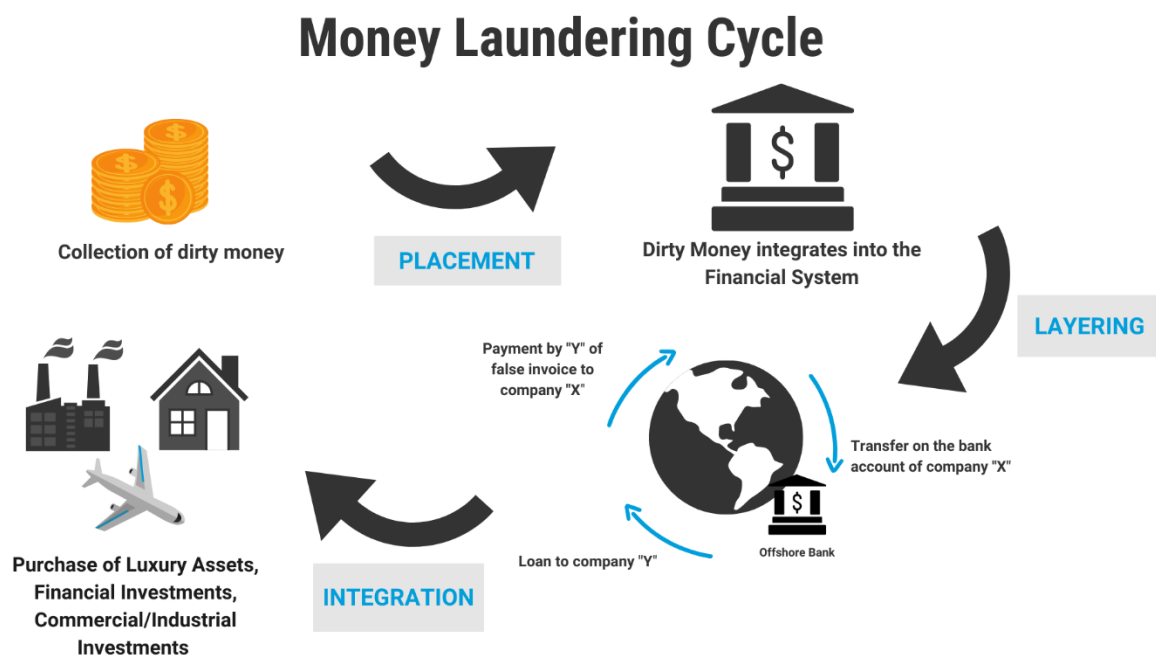 Money Laundering Cycle
$
$
$
Collection of dirty money
PLACEMENT
$
Dirty Money integrates into the
Financial System
LAYERING
Payment by "Y" of
false invoice to
company "X"
Transfer on the bank
account of company "X"
$
Offshore Bank
Loan to company "Y"
INTEGRATION
Purchase of Luxury Assets,
Financial Investments,
Commercial/Industrial
Investments